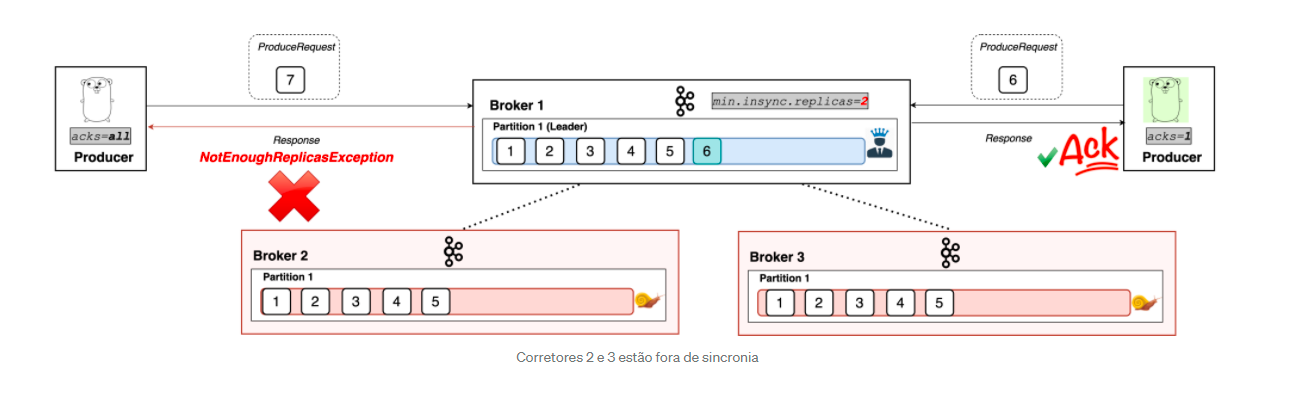 ProduceRequest
7
acks=all
Producer
Response
NotEnoughReplicasException
Broker 1
min.insync.replicas=2
Partition 1 (Leader)
1 2 3 4 5 6
ProduceRequest
6
Response
Ack
acks=1
Producer
Broker 2
Partition 1
1 2 3 4 5
Broker 3
Partition 1
1 2 3 4 5
Corretores 2 e 3 estão fora de sincronia